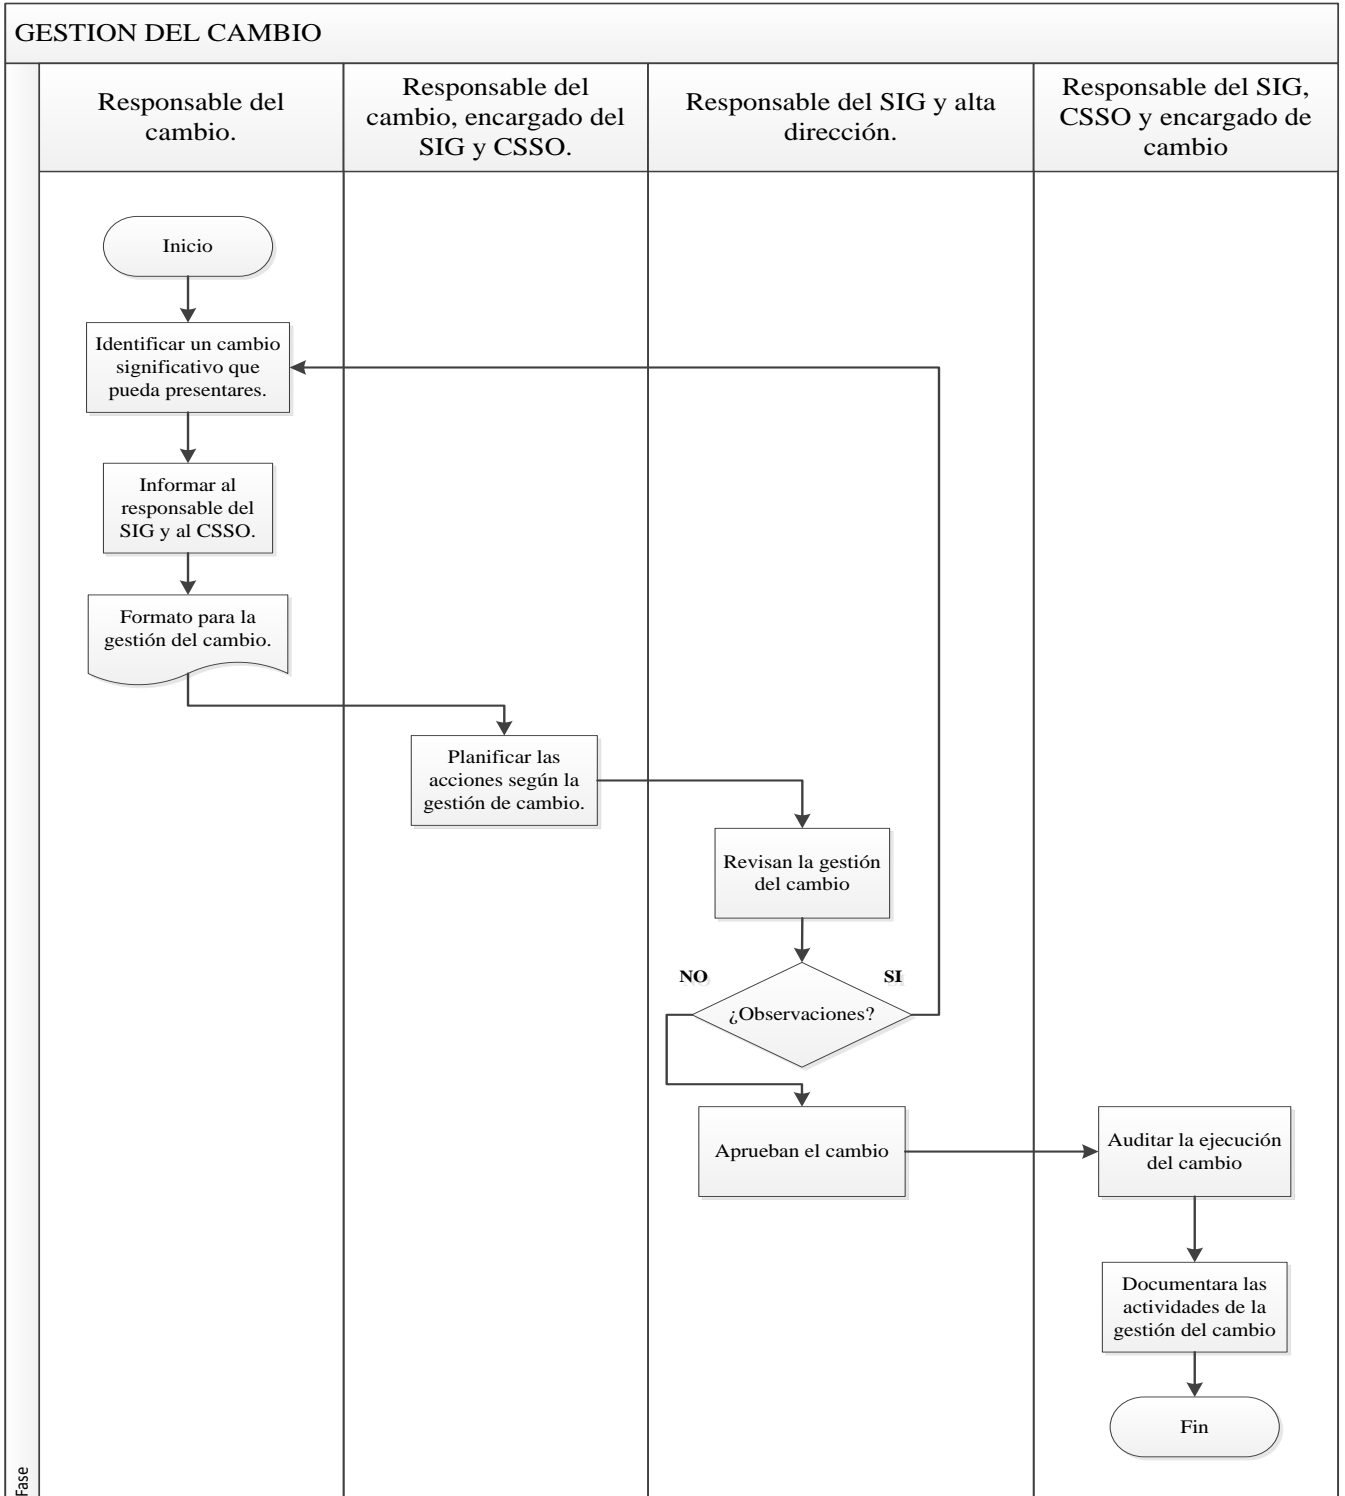 GESTION DEL CAMBIO
Responsable del
cambio.
Responsable del
cambio, encargado del
SIG y CSSO.
Responsable del SIG y alta
dirección.
Responsable del SIG,
CSSO y encargado de
cambio
Inicio
Identificar un cambio
significativo que
pueda presentares.
Informar al
responsable del
SIG y al CSSO.
Formato para la
gestión del cambio.
Planificar las
acciones según la
gestión de cambio.
Revisan la gestión
del cambio
NO
SI
¿Observaciones?
Aprueban el cambio
Auditar la ejecución
del cambio
Documentara las
actividades de la
gestión del cambio
Fin
Fase